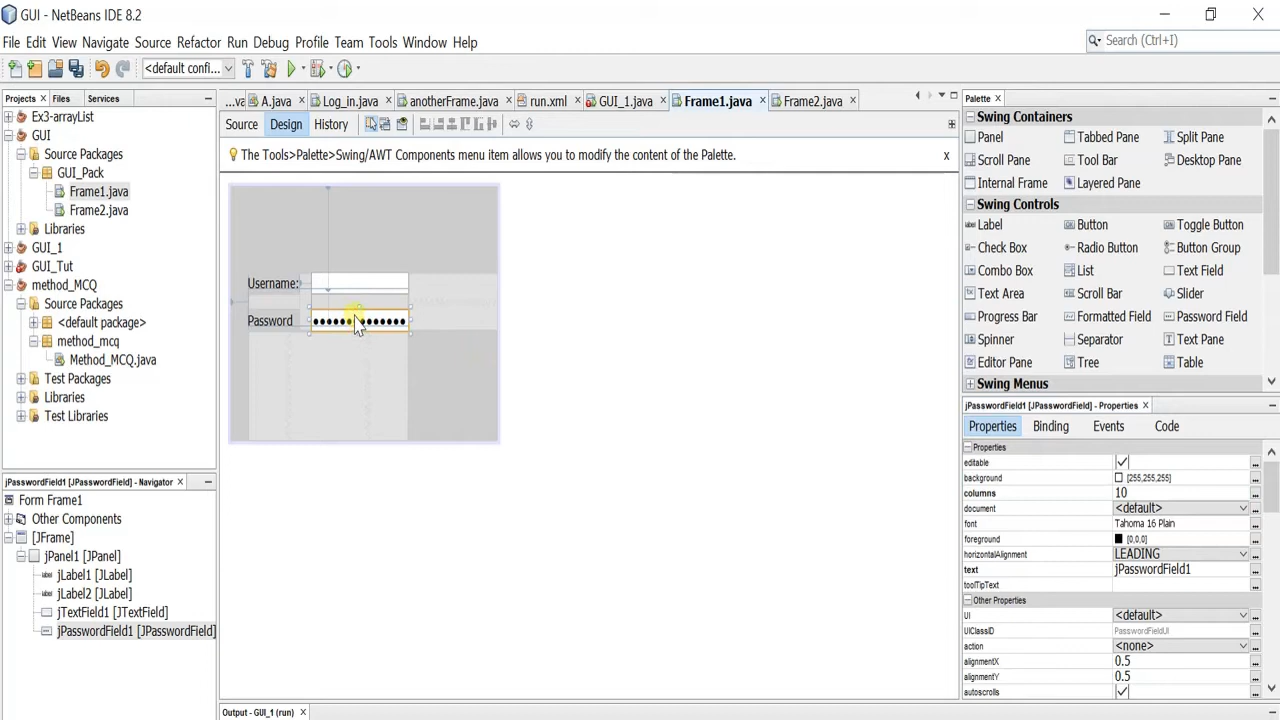 GUI - NetBeans IDE 8.2
File Edit View Navigate Source Refactor Run Debug Profile Team Tools Window Help
Search (Ctrl+I)
<default confi...
Projects Files Services
...va A.java Log_in.java anotherFrame.java run.xml GUI_1.java Frame1.java Frame2.java
Source Design History
The Tools>Palette>Swing/AWT Components menu item allows you to modify the content of the Palette. x
Ex3-arrayList
GUI
Source Packages
GUI_Pack
Frame1.java
Frame2.java
Libraries
GUI_1
GUI_Tut
method_MCQ
Source Packages
<default package>
method_mcq
Method_MCQ.java
Test Packages
Libraries
Test Libraries
jPasswordField1 [JPasswordField] - Navigator
Form Frame1
Other Components
[JFrame]
jPanel1 [JPanel]
jLabel1 [JLabel]
jLabel2 [JLabel]
jTextField1 [JTextField]
jPasswordField1 [JPasswordField]
Username:
Password
Output - GUI_1 (run)
Palette
Swing Containers
Panel Tabbed Pane Split Pane
Scroll Pane Tool Bar Desktop Pane
Internal Frame Layered Pane
Swing Controls
Label Button Toggle Button
Check Box Radio Button Button Group
Combo Box List Text Field
Text Area Scroll Bar Slider
Progress Bar Formatted Field Password Field
Spinner Separator Text Pane
Editor Pane Tree Table
Swing Menus
jPasswordField1 [JPasswordField] - Properties
Properties Binding Events Code
Properties
editable
background [255,255,255]
columns 10
document <default>
font Tahoma 16 Plain
foreground [0,0,0]
horizontalAlignment LEADING
text jPasswordField1
toolTipText
Other Properties
UI <default>
UIClassID PasswordFieldUI
action <none>
alignmentX 0.5
alignmentY 0.5
autoscrolls